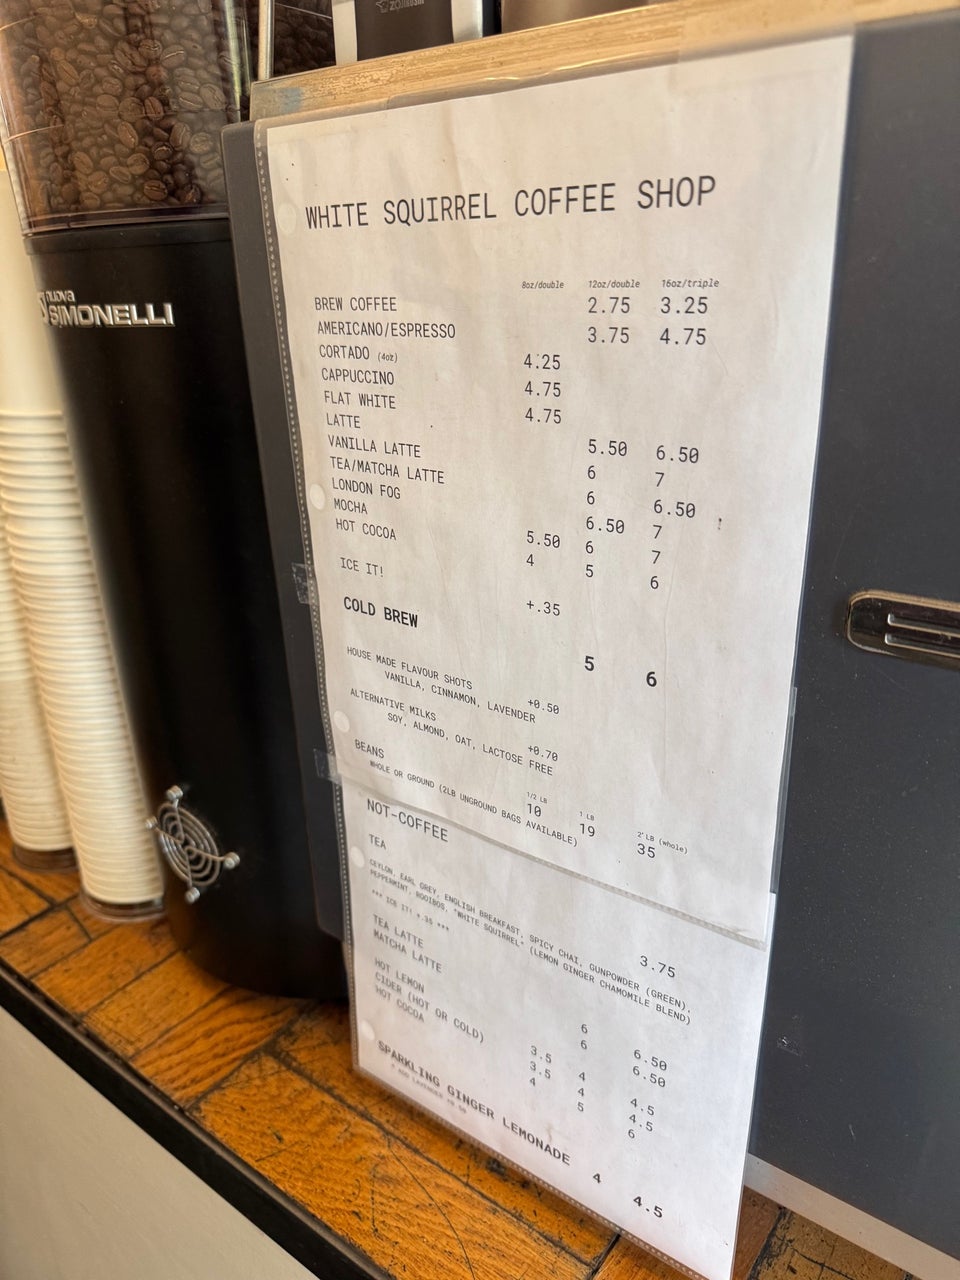 ZOJIRUSHI
nuova
SIMONELLI
WHITE SQUIRREL COFFEE SHOP
8oz/double 12oz/double 16oz/triple
BREW COFFEE 2.75 3.25
AMERICANO/ESPRESSO 3.75 4.75
CORTADO (4oz) 4.25
CAPPUCCINO 4.75
FLAT WHITE 4.75
LATTE 5.50 6.50
VANILLA LATTE 6 7
TEA/MATCHA LATTE 6 6.50
LONDON FOG 6.50 7
MOCHA 5.50 6 7
HOT COCOA 4 5 6
ICE IT! +.35
COLD BREW 5 6
HOUSE MADE FLAVOUR SHOTS +0.50
VANILLA, CINNAMON, LAVENDER
ALTERNATIVE MILKS +0.70
SOY, ALMOND, OAT, LACTOSE FREE
1/2 LB 1 LB 2 LB (whole)
BEANS 10 19 35
WHOLE OR GROUND (2LB UNGROUND BAGS AVAILABLE)
NOT-COFFEE
TEA 3.75
CEYLON, EARL GREY, ENGLISH BREAKFAST, SPICY CHAI, GUNPOWDER (GREEN),
PEPPERMINT, ROOIBOS, "WHITE SQUIRREL" (LEMON GINGER CHAMOMILE BLEND)
*** ICE IT! +.35 ***
TEA LATTE 6 6.50
MATCHA LATTE 6 6.50
HOT LEMON 3.5 4 4.5
CIDER (HOT OR COLD) 3.5 4 4.5
HOT COCOA 4 5 6
SPARKLING GINGER LEMONADE 4 4.5
ADD LAVENDER